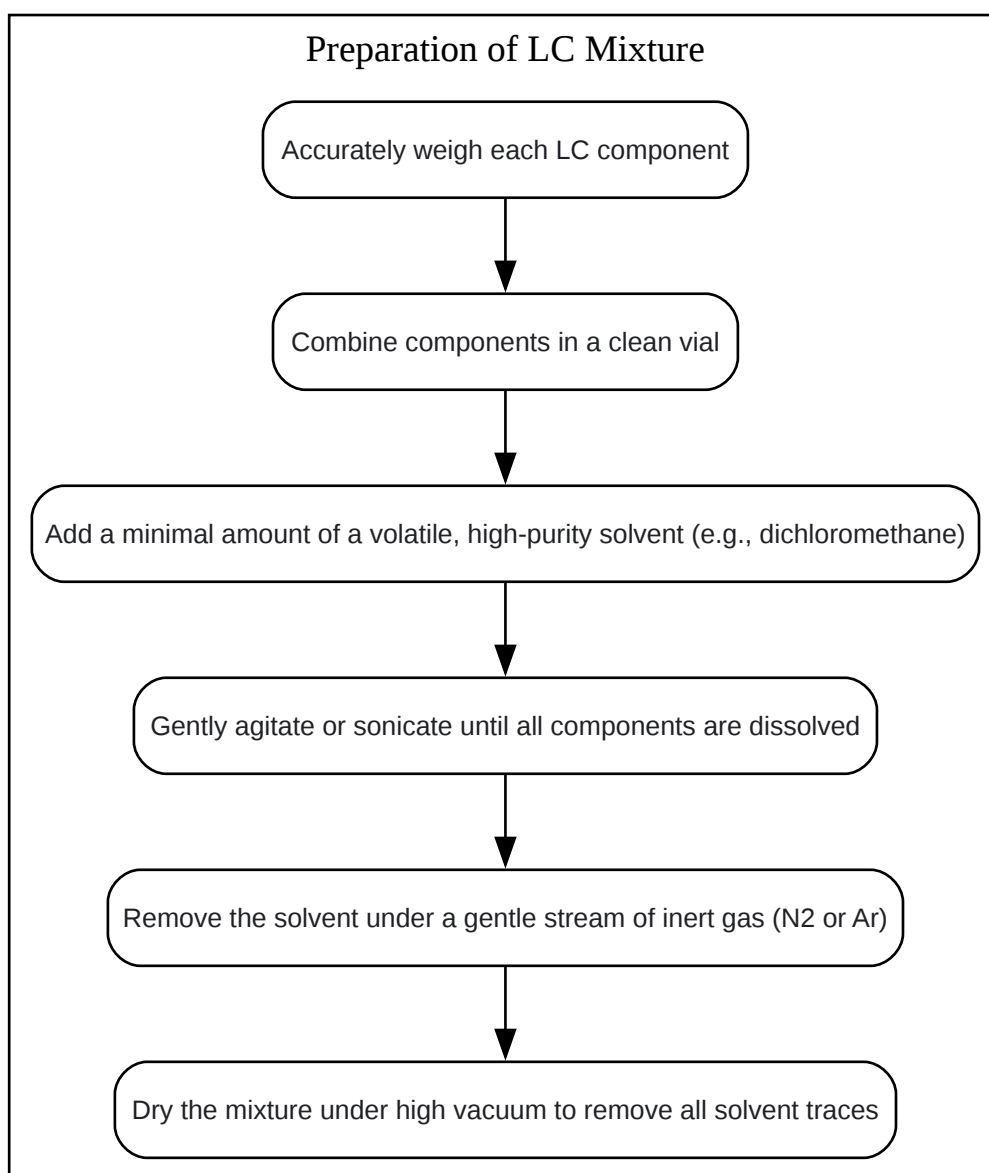 Preparation of LC Mixture
Accurately weigh each LC component
Combine components in a clean vial
Add a minimal amount of a volatile, high-purity solvent (e.g., dichloromethane)
Gently agitate or sonicate until all components are dissolved
Remove the solvent under a gentle stream of inert gas (N2 or Ar)
Dry the mixture under high vacuum to remove all solvent traces